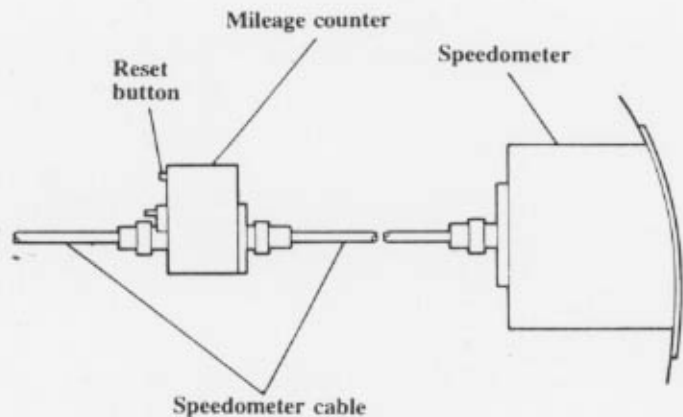 Mileage counter
Speedometer
Reset
button
Speedometer cable